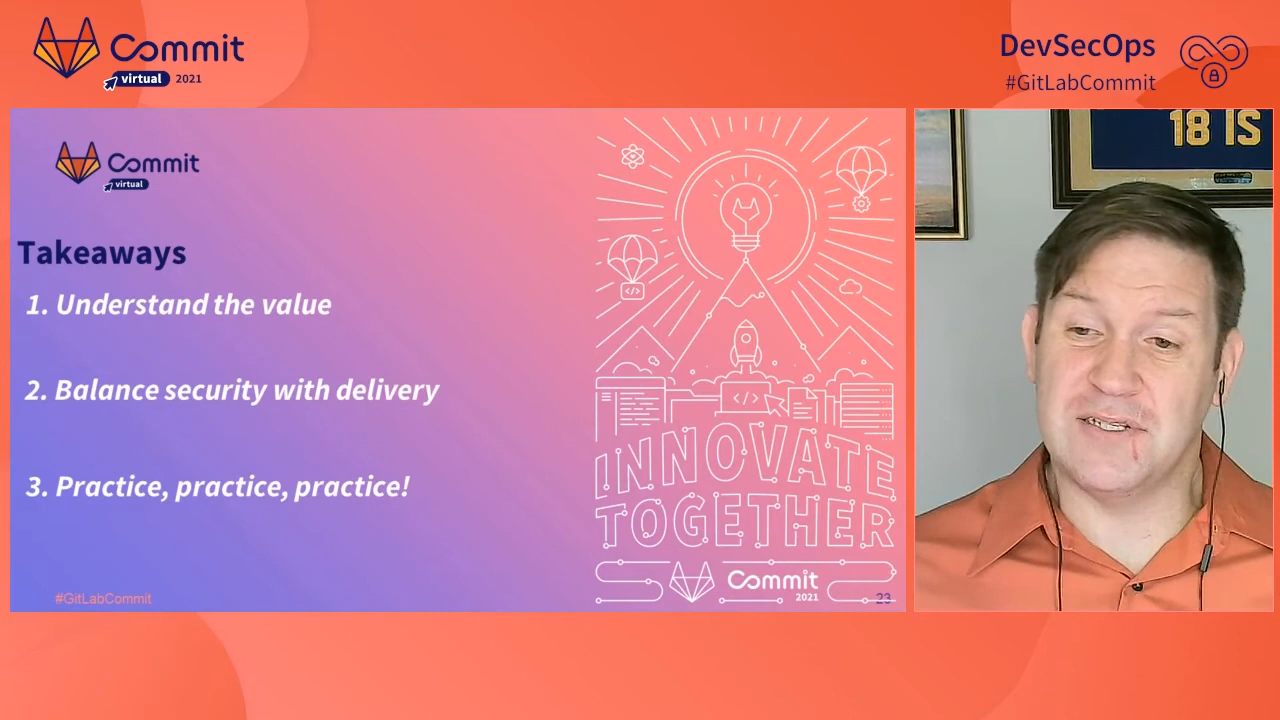 Commit
virtual 2021
DevSecOps
#GitLabCommit
Commit
virtual
Takeaways
1. Understand the value
2. Balance security with delivery
3. Practice, practice, practice!
#GitLabCommit
</>
</>
INNOVATE
TOGETHER
Commit
2021
23
18 IS